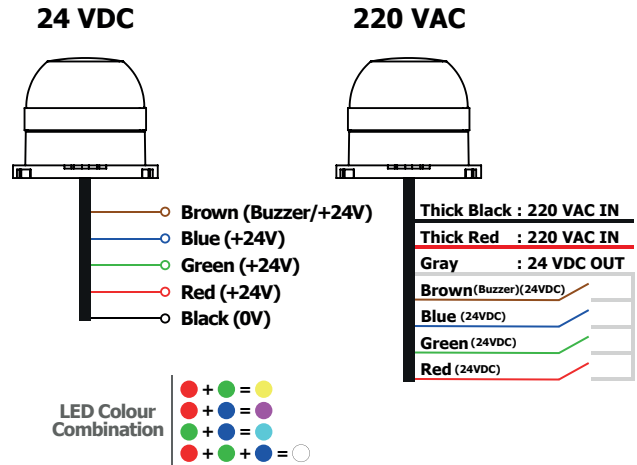 24 VDC
Brown (Buzzer/+24V)
Blue (+24V)
Green (+24V)
Red (+24V)
Black (0V)
220 VAC
Thick Black : 220 VAC IN
Thick Red : 220 VAC IN
Gray : 24 VDC OUT
Brown(Buzzer)(24VDC)
Blue (24VDC)
Green (24VDC)
Red (24VDC)
LED Colour
Combination
+ =
+ =
+ =
+ + =